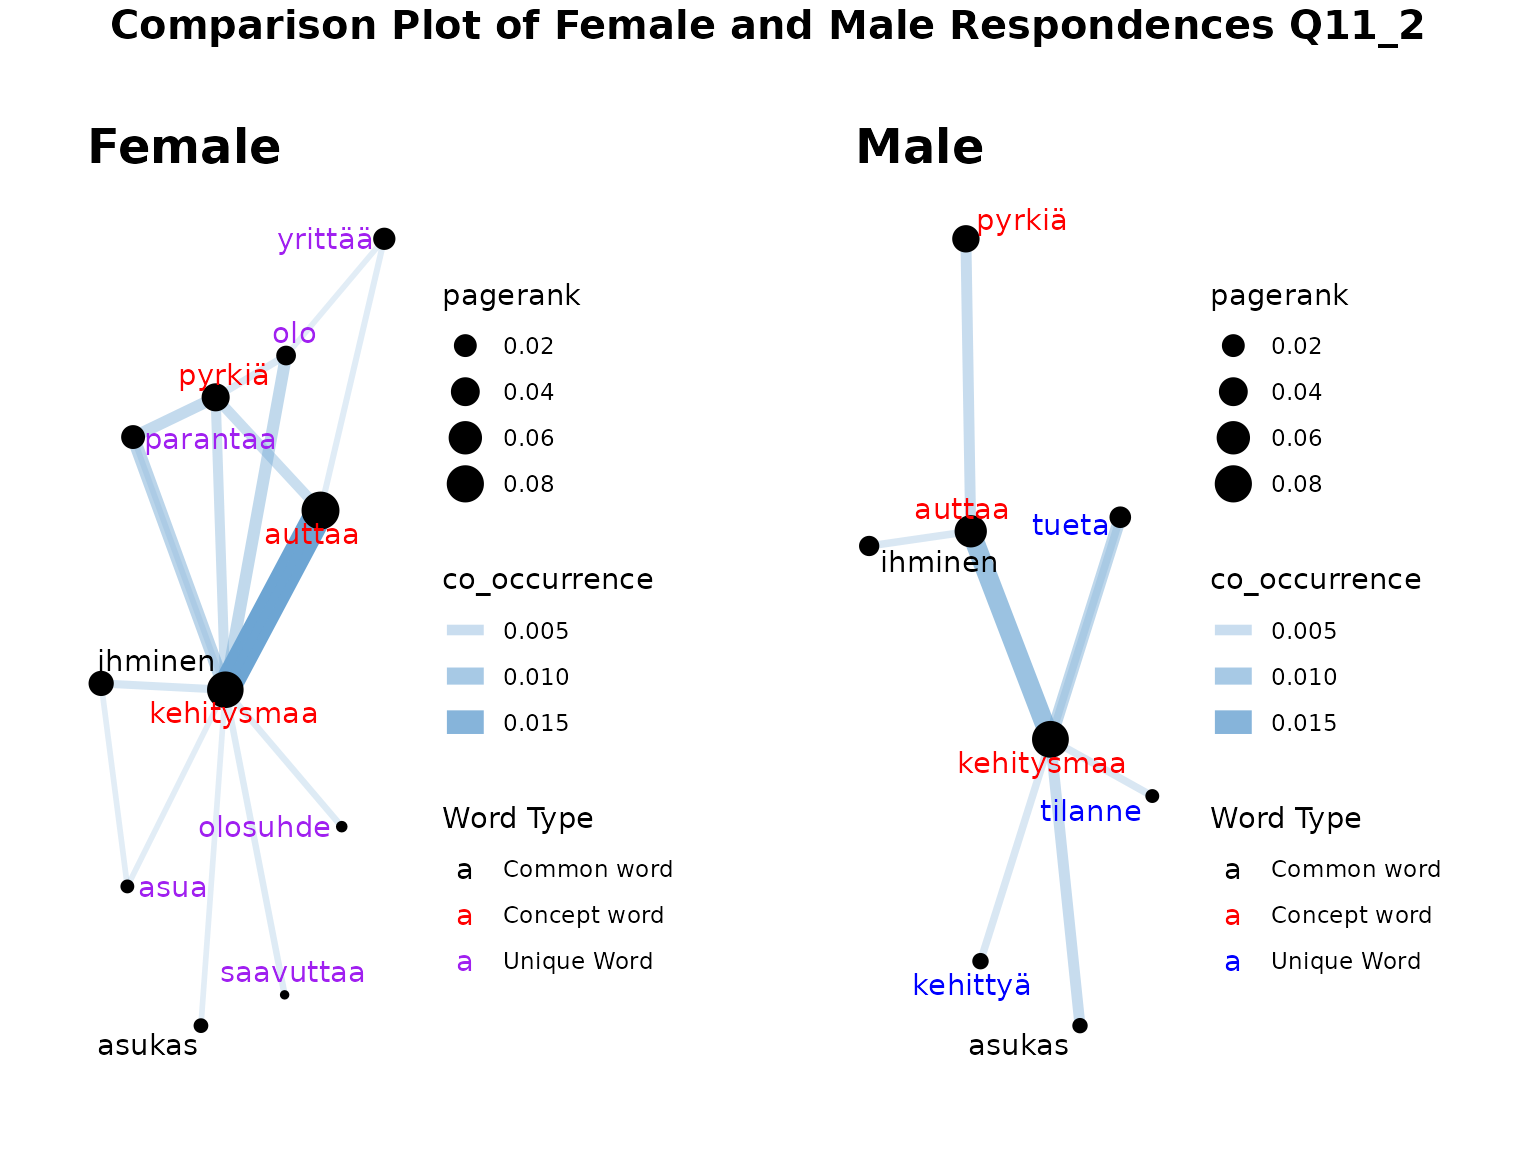 Comparison Plot of Female and Male Respondences Q11_2
Female
yrittää
olo
pyrkiä
parantaa
auttaa
ihminen
kehitysmaa
olosuhde
asua
saavuttaa
asukas
pagerank
0.02
0.04
0.06
0.08
co_occurrence
0.005
0.010
0.015
Word Type
a Common word
a Concept word
a Unique Word
Male
pyrkiä
auttaa
tueta
ihminen
kehitysmaa
tilanne
kehittyä
asukas
pagerank
0.02
0.04
0.06
0.08
co_occurrence
0.005
0.010
0.015
Word Type
a Common word
a Concept word
a Unique Word